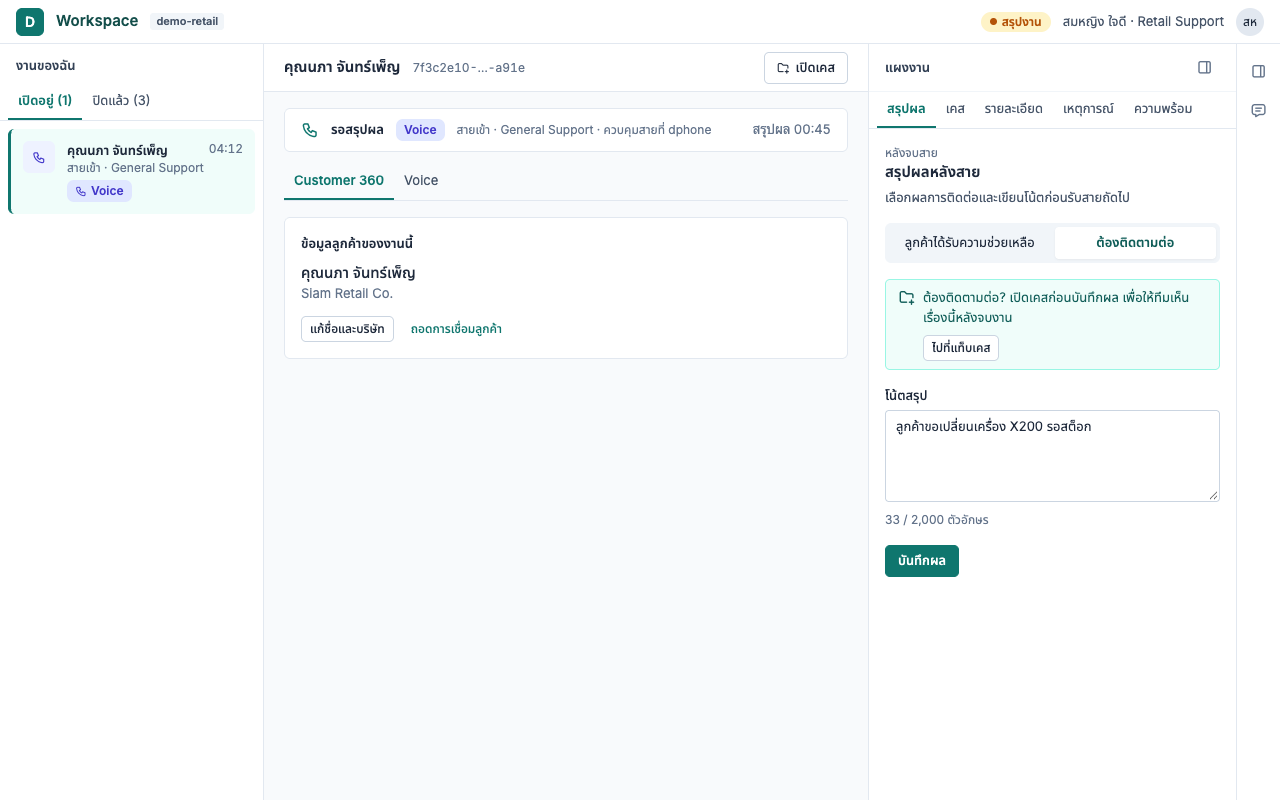 D Workspace demo-retail
สรุปงาน สมหญิง ใจดี · Retail Support สห
งานของฉัน
เปิดอยู่ (1) ปิดแล้ว (3)
คุณนภา จันทร์เพ็ญ 04:12
สายเข้า · General Support
Voice
คุณนภา จันทร์เพ็ญ 7f3c2e10-…-a91e เปิดเคส
รอสรุปผล Voice สายเข้า · General Support · ควบคุมสายที่ dphone สรุปผล 00:45
Customer 360 Voice
ข้อมูลลูกค้าของงานนี้
คุณนภา จันทร์เพ็ญ
Siam Retail Co.
แก้ชื่อและบริษัท ถอดการเชื่อมลูกค้า
แผงงาน
สรุปผล เคส รายละเอียด เหตุการณ์ ความพร้อม
หลังจบสาย
สรุปผลหลังสาย
เลือกผลการติดต่อและเขียนโน้ตก่อนรับสายถัดไป
ลูกค้าได้รับความช่วยเหลือ ต้องติดตามต่อ
ต้องติดตามต่อ? เปิดเคสก่อนบันทึกผล เพื่อให้ทีมเห็น
เรื่องนี้หลังจบงาน
ไปที่แท็บเคส
โน้ตสรุป
ลูกค้าขอเปลี่ยนเครื่อง X200 รอสต็อก
33 / 2,000 ตัวอักษร
บันทึกผล